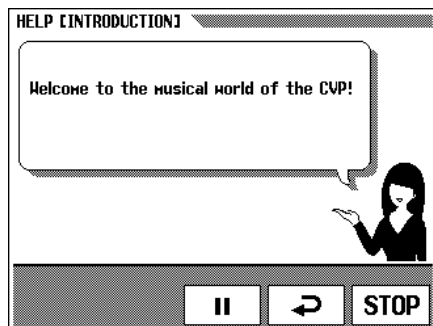 HELP [INTRODUCTION]
Welcome to the musical world of the CVP!
STOP